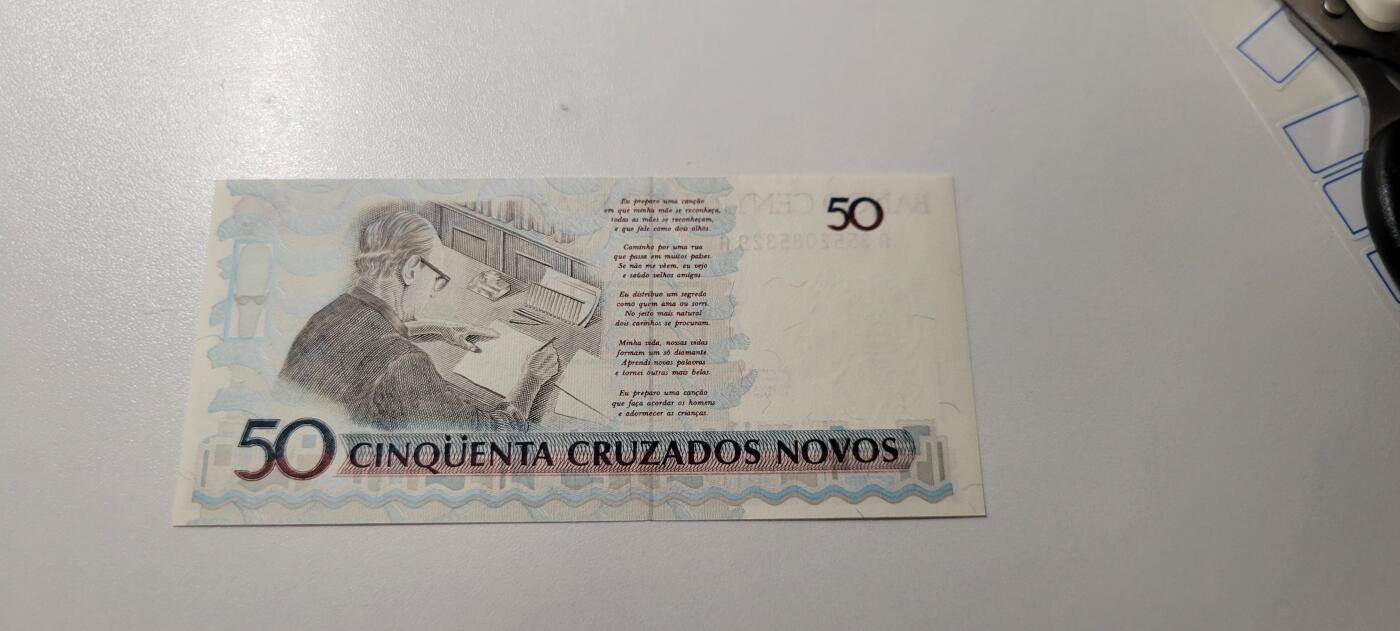 Eu preparo uma canção
em que minha mãe se reconheça,
todas as mães se reconheçam,
e que fale como dois olhos.
Caminho por uma rua
que passa em muitos países.
Se não me vêem, eu vejo
e saúdo velhos amigos.
Eu distribuo um segredo
como quem ama ou sorri.
No jeito mais natural
dois carinhos se procuram.
Minha vida, nossas vidas
formam um só diamante.
Aprendi novas palavras
e tornei outras mais belas.
Eu preparo uma canção
que faça acordar os homens
e adormecer as crianças.
50
50 CINQÜENTA CRUZADOS NOVOS